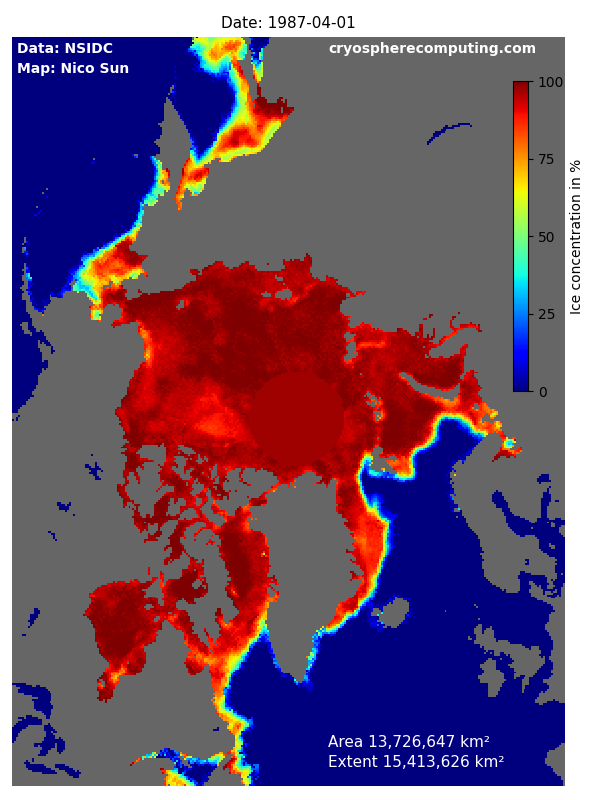 Date: 1987-04-01
Data: NSIDC
Map: Nico Sun
cryospherecomputing.com
100
75
50
25
0
Ice concentration in %
Area 13,726,647 km²
Extent 15,413,626 km²